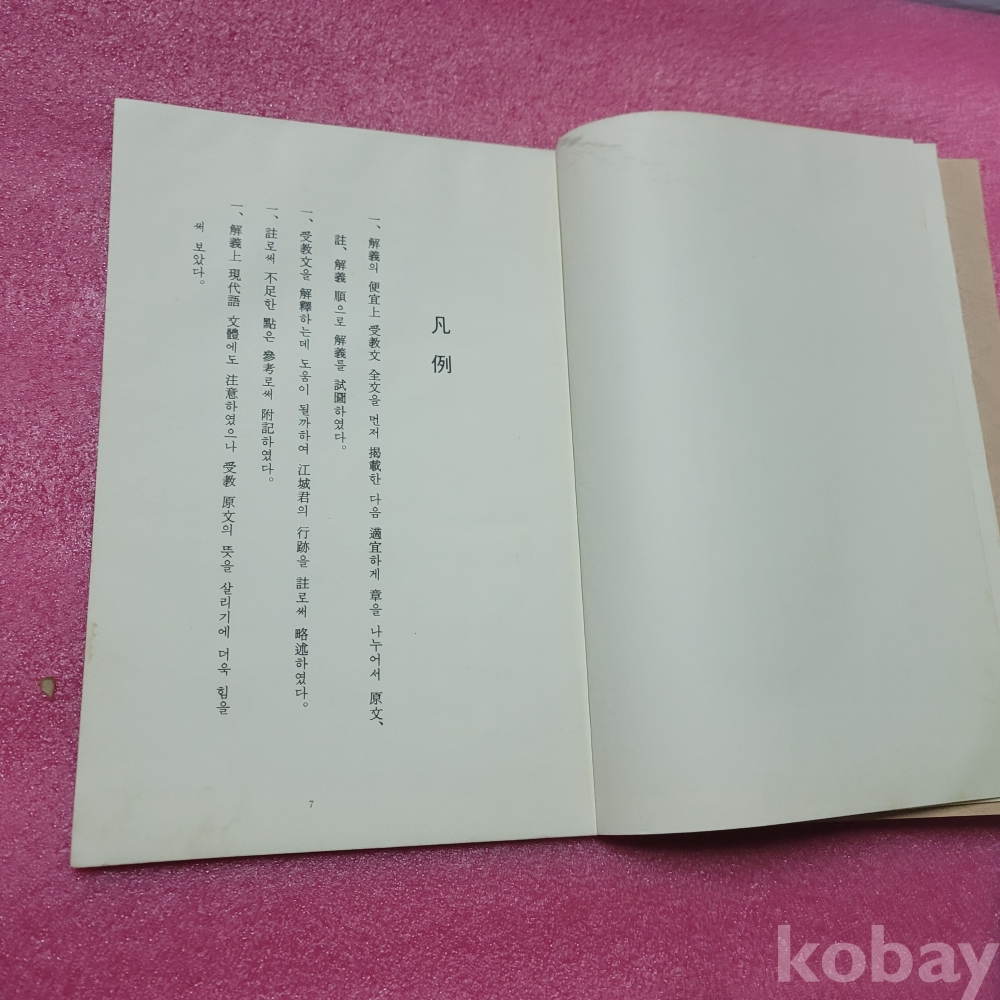 凡例
一、解義의 便宜上 受教文 全文을 먼저 揭載한 다음 適宜하게 章을 나누어서 原文、
註、解義 順으로 解義를 試圖하였다。
一、受教文을 解釋하는데 도움이 될까하여 江城君의 行跡을 註로써 略述하였다。
一、註로써 不足한 點은 參考로써 附記하였다。
一、解義上 現代語 文體에도 注意하였으나 受教 原文의 뜻을 살리기에 더욱 힘을
써 보았다。
7
kobay